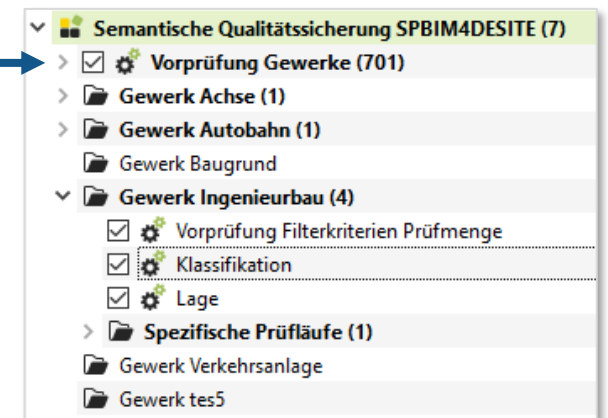 Semantische Qualitätssicherung SPBIM4DESITE (7)
Vorprüfung Gewerke (701)
Gewerk Achse (1)
Gewerk Autobahn (1)
Gewerk Baugrund
Gewerk Ingenieurbau (4)
Vorprüfung Filterkriterien Prüfmenge
Klassifikation
Lage
Spezifische Prüfläufe (1)
Gewerk Verkehrsanlage
Gewerk tes5